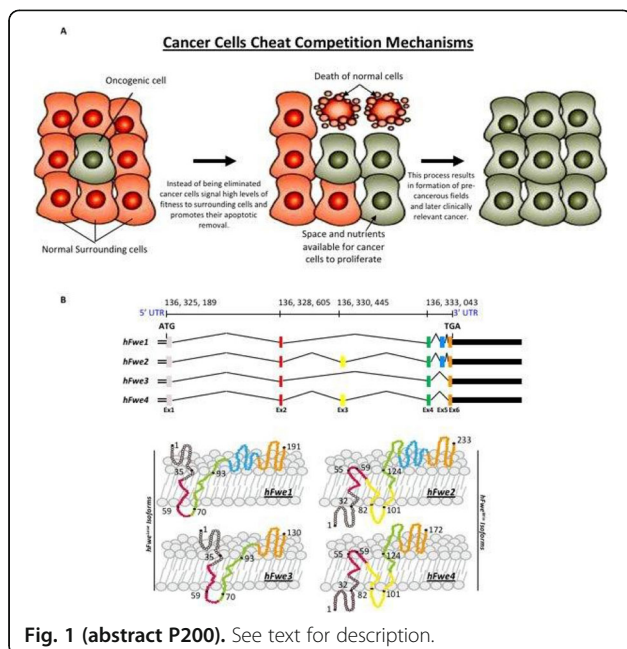 A
Cancer Cells Cheat Competition Mechanisms
Oncogenic cell
Death of normal cells
Instead of being eliminated
cancer cells signal high levels of
fitness to surrounding cells and
promotes their apoptotic
removal.
This process results
in formation of pre-
cancerous fields
and later clinically
relevant cancer.
Normal Surrounding cells
Space and nutrients
available for cancer
cells to proliferate
B
136, 325, 189
136, 328, 605
136, 330, 445
136, 333, 043
5' UTR
3' UTR
ATG
TGA
hFwe1
hFwe2
hFwe3
hFwe4
Ex1
Ex2
Ex3
Ex4
Ex5
Ex6
1
35
93
191
59
70
hFwe1
55
59
124
233
32
82
101
1
hFwe2
1
35
93
130
59
70
hFwe3
55
59
124
172
32
82
101
1
hFwe4
Isoforms
Isoforms
Fig. 1 (abstract P200). See text for description.